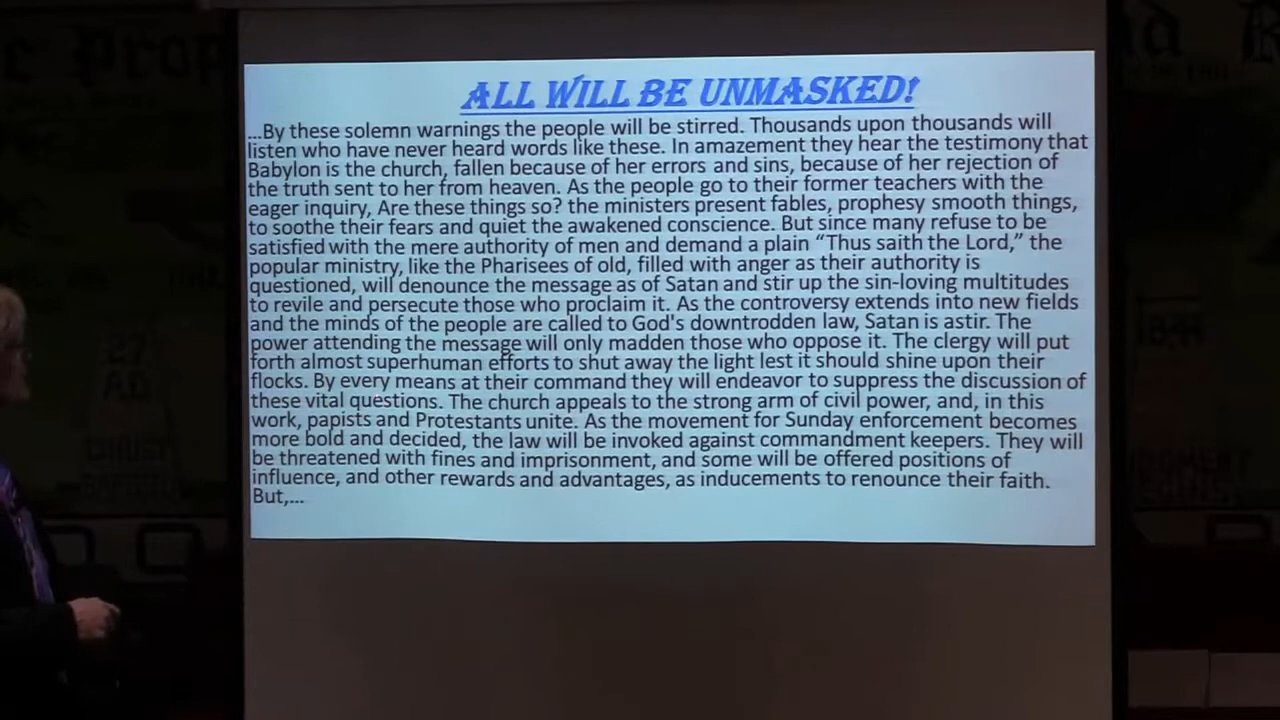 ALL WILL BE UNMASKED!
...By these solemn warnings the people will be stirred. Thousands upon thousands will
listen who have never heard words like these. In amazement they hear the testimony that
Babylon is the church, fallen because of her errors and sins, because of her rejection of
the truth sent to her from heaven. As the people go to their former teachers with the
eager inquiry, Are these things so? the ministers present fables, prophesy smooth things,
to soothe their fears and quiet the awakened conscience. But since many refuse to be
satisfied with the mere authority of men and demand a plain “Thus saith the Lord,” the
popular ministry, like the Pharisees of old, filled with anger as their authority is
questioned, will denounce the message as of Satan and stir up the sin-loving multitudes
to revile and persecute those who proclaim it. As the controversy extends into new fields
and the minds of the people are called to God's downtrodden law, Satan is astir. The
power attending the message will only madden those who oppose it. The clergy will put
forth almost superhuman efforts to shut away the light lest it should shine upon their
flocks. By every means at their command they will endeavor to suppress the discussion of
these vital questions. The church appeals to the strong arm of civil power, and, in this
work, papists and Protestants unite. As the movement for Sunday enforcement becomes
more bold and decided, the law will be invoked against commandment keepers. They will
be threatened with fines and imprisonment, and some will be offered positions of
influence, and other rewards and advantages, as inducements to renounce their faith.
But,...
27
AD
CHRIST
1844